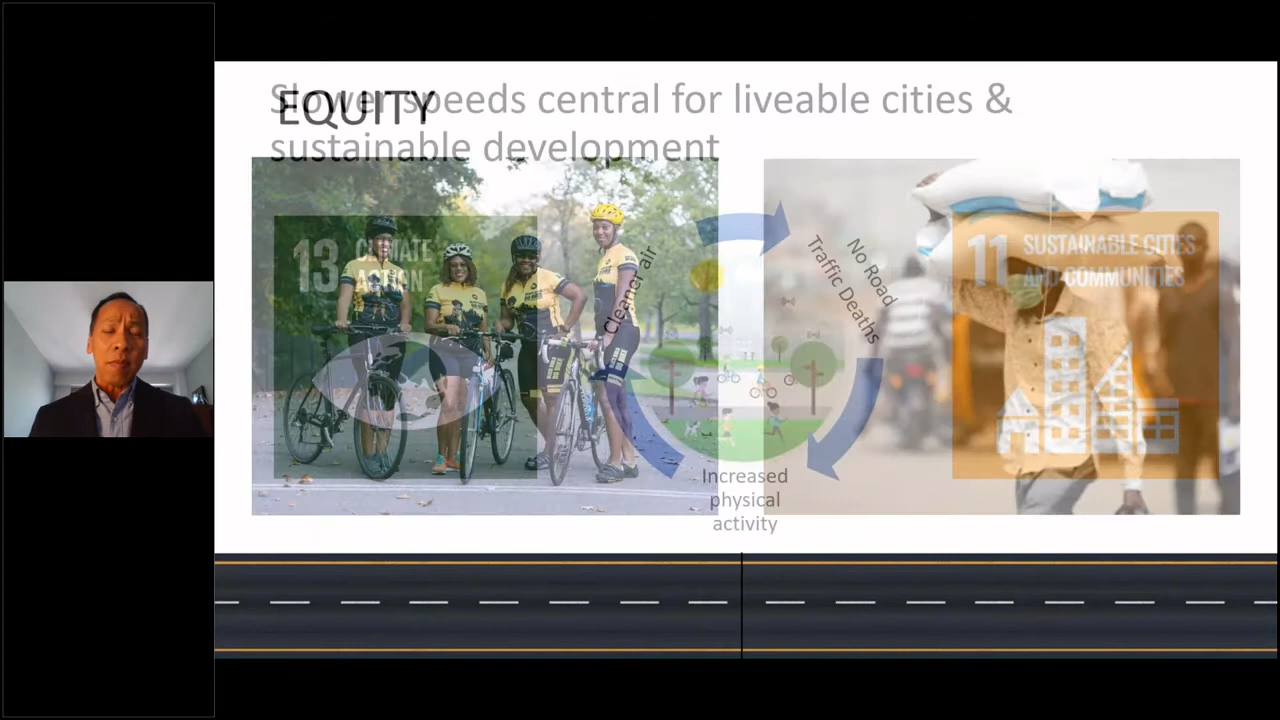 EQUITY
Slower speeds central for liveable cities &
sustainable development
13 CLIMATE
ACTION
Cleaner air
No Road
Traffic Deaths
11 SUSTAINABLE CITIES
AND COMMUNITIES
Increased
physical
activity